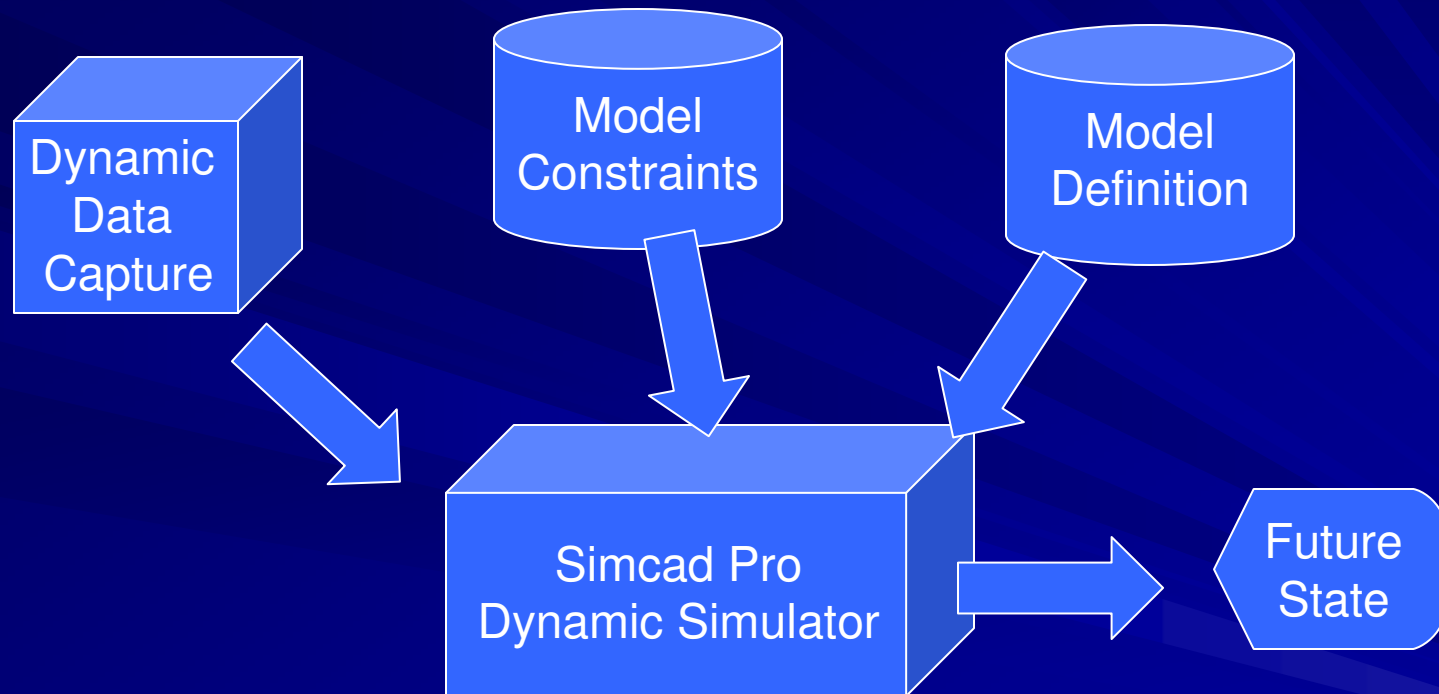 Dynamic
Data
Capture
Model
Constraints
Model
Definition
Simcad Pro
Dynamic Simulator
Future
State